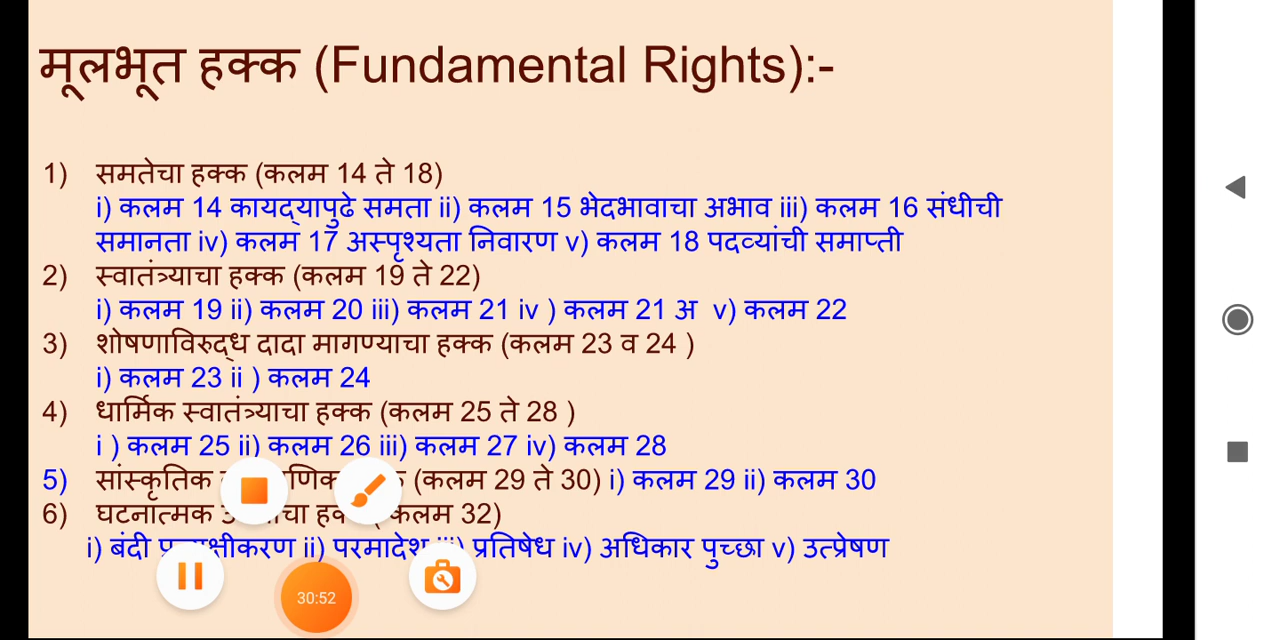 मूलभूत हक्क (Fundamental Rights):-
1) समतेचा हक्क (कलम 14 ते 18)
i) कलम 14 कायद्यापुढे समता ii) कलम 15 भेदभावाचा अभाव iii) कलम 16 संधीची
समानता iv) कलम 17 अस्पृश्यता निवारण v) कलम 18 पदव्यांची समाप्ती
2) स्वातंत्र्याचा हक्क (कलम 19 ते 22)
i) कलम 19 ii) कलम 20 iii) कलम 21 iv ) कलम 21 अ v) कलम 22
3) शोषणाविरुद्ध दादा मागण्याचा हक्क (कलम 23 व 24 )
i) कलम 23 ii ) कलम 24
4) धार्मिक स्वातंत्र्याचा हक्क (कलम 25 ते 28 )
i ) कलम 25 ii) कलम 26 iii) कलम 27 iv) कलम 28
5) सांस्कृतिक (कलम 29 ते 30) i) कलम 29 ii) कलम 30
6) घटनात्मक कलम 32)
i) बंदी ii) परमादेश प्रतिषेध iv) अधिकार पुच्छा v) उत्प्रेषण
30:52